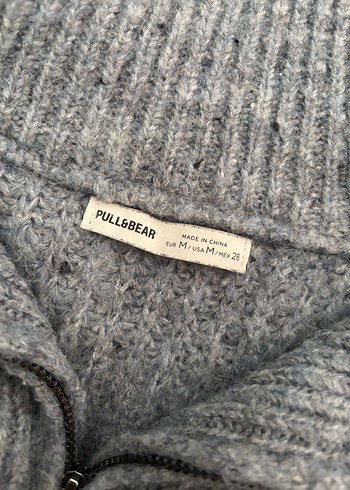 PULL&BEAR
MADE IN CHINA
EUR M / USA M / MEX 28